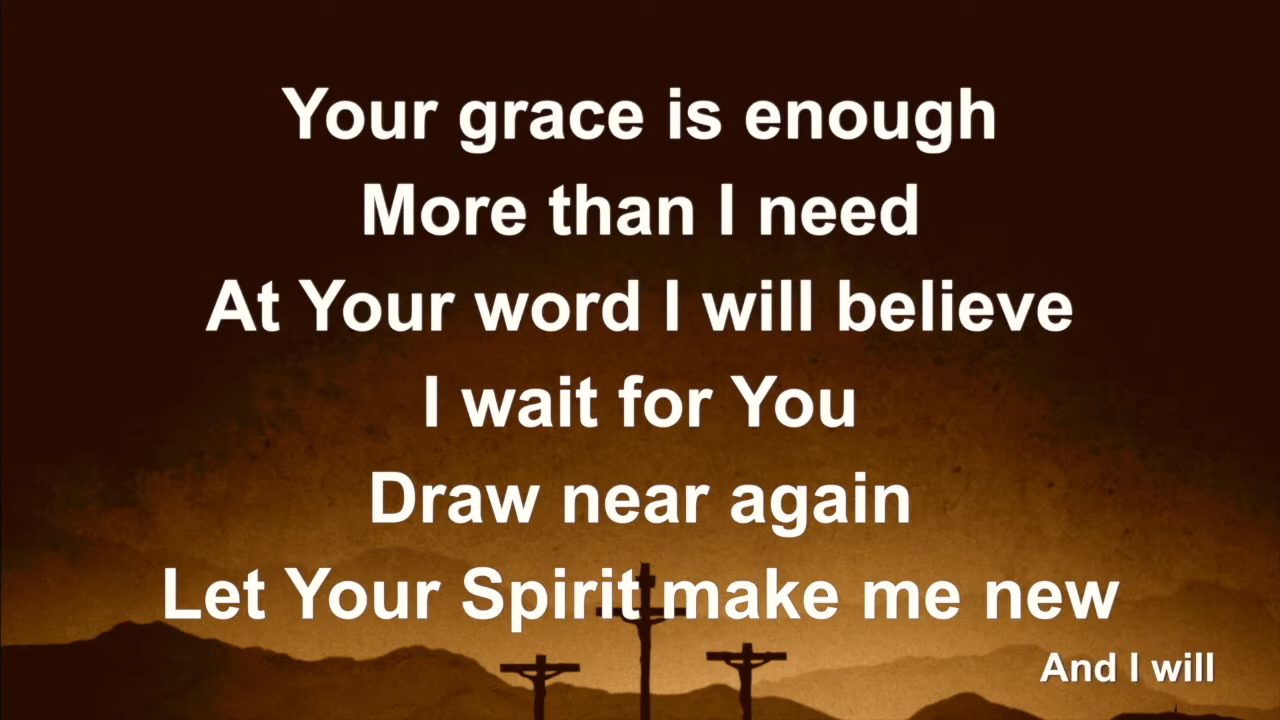 Your grace is enough
More than I need
At Your word I will believe
I wait for You
Draw near again
Let Your Spirit make me new
And I will